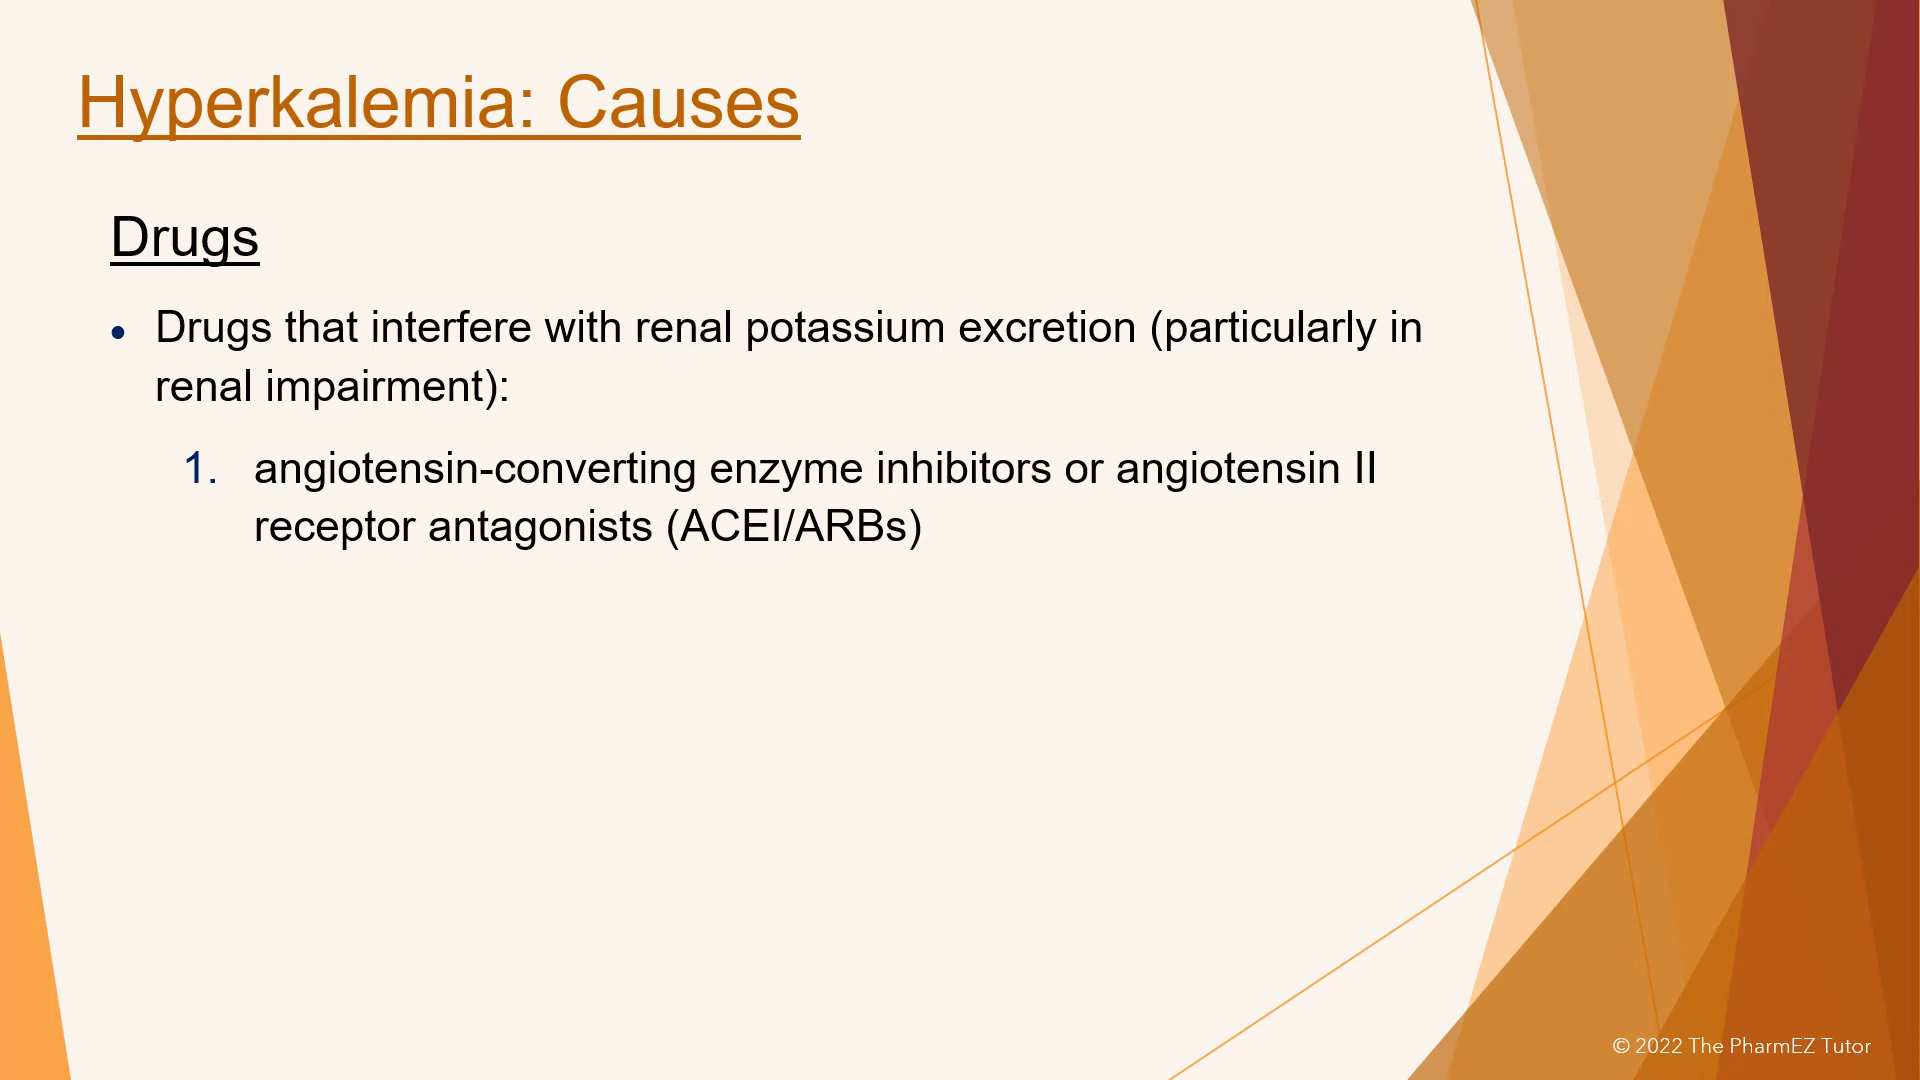 Hyperkalemia: Causes
Drugs
• Drugs that interfere with renal potassium excretion (particularly in
renal impairment):
1. angiotensin-converting enzyme inhibitors or angiotensin II
receptor antagonists (ACEI/ARBs)
© 2022 The PharmEZ Tutor